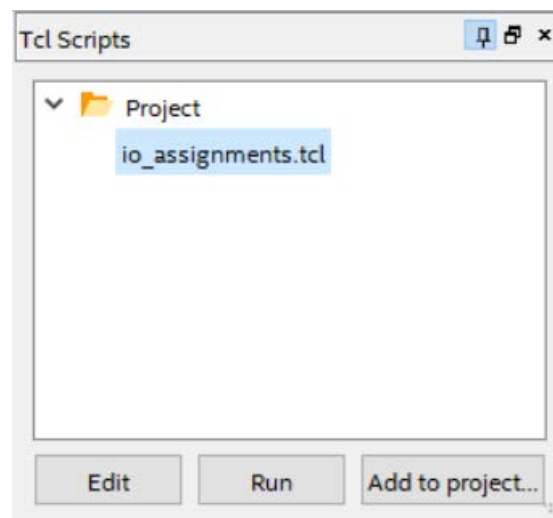 Tcl Scripts
Project
io_assignments.tcl
Edit Run Add to project...